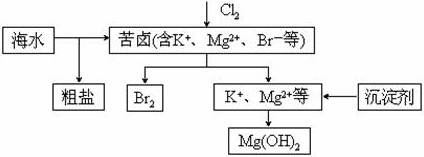 Cl₂
海水
苦卤(含K⁺、Mg²⁺、Br⁻等)
粗盐
Br₂
K⁺、Mg²⁺等
沉淀剂
Mg(OH)₂